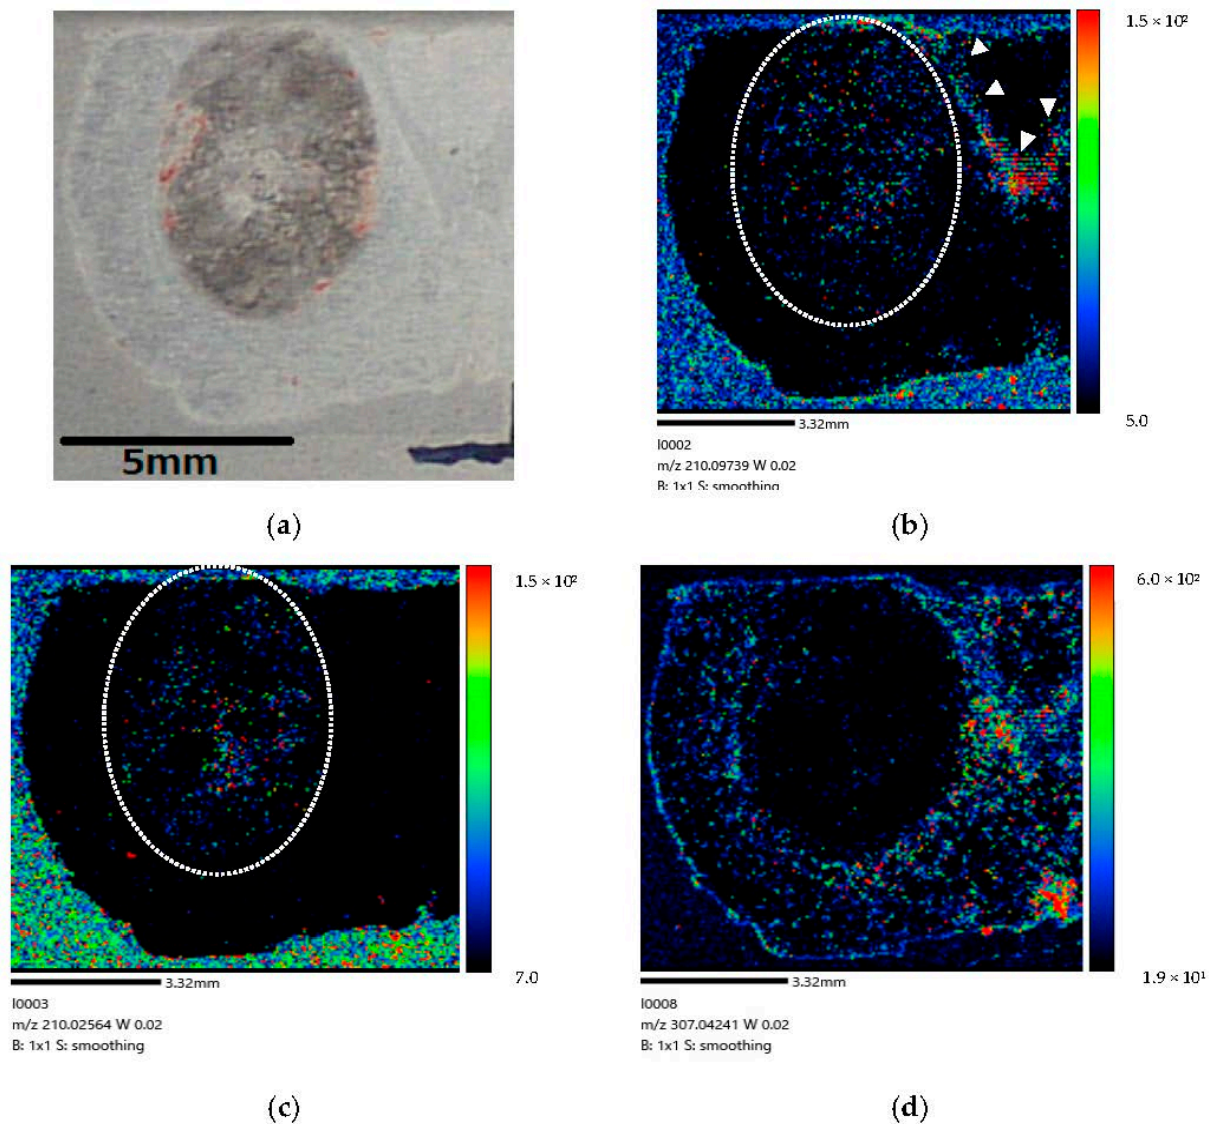 1.5 × 10²
5mm
5.0
3.32mm
I0002
m/z 210.09739 W 0.02
B: 1x1 S: smoothing
(a)
(b)
1.5 × 10²
6.0 × 10²
7.0
1.9 × 10¹
3.32mm
3.32mm
I0003
m/z 210.02564 W 0.02
B: 1x1 S: smoothing
I0008
m/z 307.04241 W 0.02
B: 1x1 S: smoothing
(c)
(d)